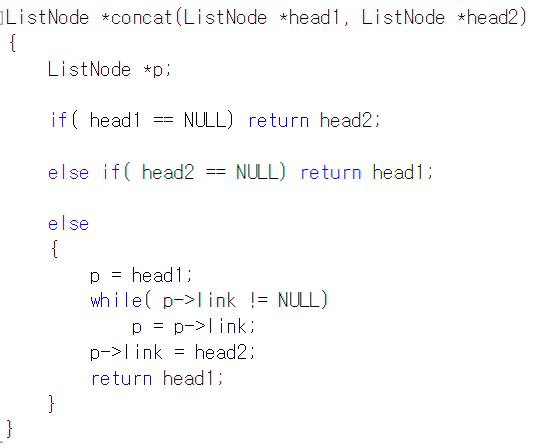 ListNode *concat(ListNode *head1, ListNode *head2)
{
    ListNode *p;
    if( head1 == NULL) return head2;
    else if( head2 == NULL) return head1;
    else
    {
        p = head1;
        while( p->link != NULL)
            p = p->link;
        p->link = head2;
        return head1;
    }
}